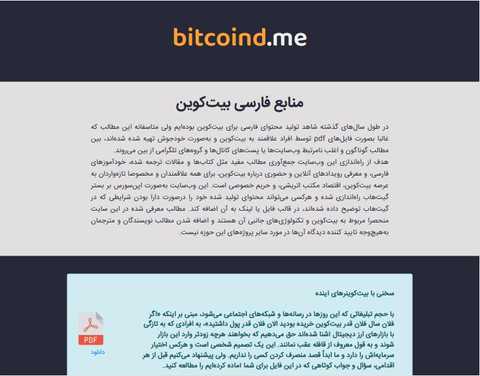 bitcoind.me
منابع فارسی بیت‌کوین
در طول سال‌های گذشته شاهد تولید محتوای فارسی برای بیت‌کوین بوده‌ایم ولی متاسفانه این مطالب که
غالبا بصورت فایل‌های pdf توسط افراد علاقمند به بیت‌کوین و به‌صورت خودجوش تهیه شده شده‌اند، بین
مطالب گوناگون و اغلب نامرتبط وب‌سایت‌ها یا پست‌های کانال‌ها و گروه‌های تلگرامی از بین می‌روند.
هدف از راه‌اندازی این وب‌سایت جمع‌آوری مطالب مفید مثل کتاب‌ها و مقالات ترجمه شده، خودآموزهای
فارسی، و معرفی رویدادهای آنلاین و حضوری درباره بیت‌کوین، برای همه علاقمندان و مخصوصا تازه‌واردان به
عرصه بیت‌کوین، اقتصاد مکتب اتریشی، و حریم خصوصی است. این وب‌سایت به‌صورت اپن‌سورس بر بستر
گیت‌هاب راه‌اندازی شده و هرکسی می‌تواند محتوای تولید شده خود را درصورت دارا بودن شرایطی که در
گیت‌هاب توضیح داده شده‌اند، در قالب فایل یا لینک به آن اضافه کند. مطالب معرفی شده در این سایت
منحصرا مربوط به بیت‌کوین و تکنولوژی‌های جانبی آن هستند و اضافه شدن مطالب نویسندگان و مترجمان
به‌هیچ‌وجه تایید کننده دیدگاه آن‌ها در مورد سایر پروژه‌های این حوزه نیست.
سخنی با بیت‌کوینرهای آینده
با حجم تبلیغاتی که این روزها در رسانه‌ها و شبکه‌های اجتماعی می‌شود، مبنی بر اینکه «اگر
فلان سال فلان قدر بیت‌کوین خریده بودید الان فلان قدر پول داشتید»، به افرادی که به تازگی
با بازارهای ارز دیجیتال آشنا شده‌اند حق می‌دهیم که بخواهند هرچه زودتر وارد این بازار
شوند و به قول معروف از قافله عقب نمانند. این یک تصمیم شخصی است و هرکس اختیار
سرمایه‌اش را دارد و ما ابداً قصد منصرف کردن کسی را نداریم. ولی پیشنهاد می‌کنیم قبل از هر
اقدامی، سؤال و جواب کوتاهی که در این فایل برای شما آماده کرده‌ایم را مطالعه کنید.
PDF
دانلود